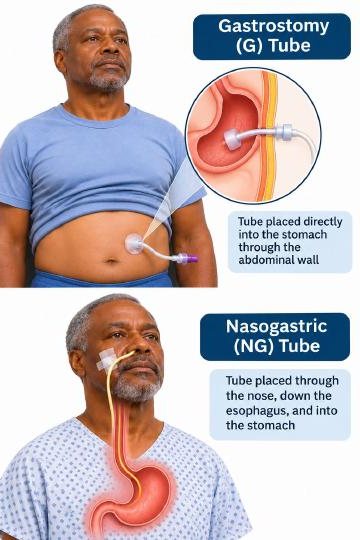 Gastrostomy
(G) Tube
Tube placed directly
into the stomach
through the
abdominal wall
Nasogastric
(NG) Tube
Tube placed through
the nose, down the
esophagus, and into
the stomach